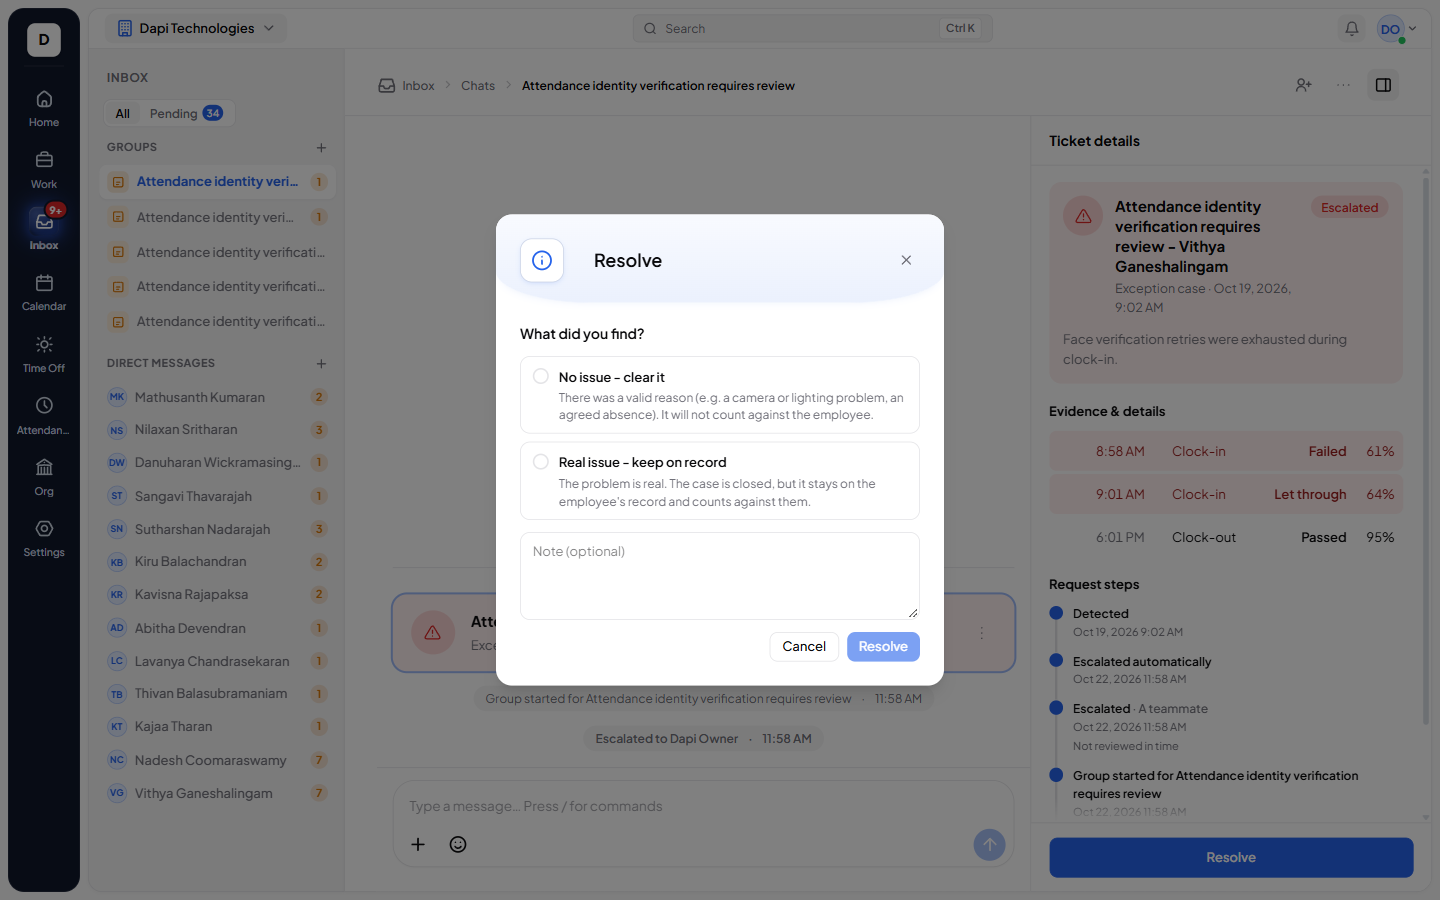 D
Home
Work
9+
Inbox
Calendar
Time Off
Attendan...
Org
Settings
Dapi Technologies
Search
Ctrl K
DO
INBOX
All
Pending 34
GROUPS
Attendance identity veri... 1
Attendance identity veri... 1
Attendance identity verificati...
Attendance identity verificati...
Attendance identity verificati...
DIRECT MESSAGES
MK Mathusanth Kumaran 2
NS Nilaxan Sritharan 3
DW Danuharan Wickramasing... 1
ST Sangavi Thavarajah 1
SN Sutharshan Nadarajah 3
KB Kiru Balachandran 2
KR Kavisna Rajapaksa 2
AD Abitha Devendran 1
LC Lavanya Chandrasekaran 1
TB Thivan Balasubramaniam 1
KT Kajaa Tharan 1
NC Nadesh Coomaraswamy 7
VG Vithya Ganeshalingam 7
Inbox > Chats > Attendance identity verification requires review
Resolve
What did you find?
No issue – clear it
There was a valid reason (e.g. a camera or lighting problem, an
agreed absence). It will not count against the employee.
Real issue – keep on record
The problem is real. The case is closed, but it stays on the
employee's record and counts against them.
Note (optional)
Cancel
Resolve
Group started for Attendance identity verification requires review · 11:58 AM
Escalated to Dapi Owner · 11:58 AM
Type a message... Press / for commands
Ticket details
Attendance identity
verification requires
review – Vithya
Ganeshalingam
Escalated
Exception case · Oct 19, 2026,
9:02 AM
Face verification retries were exhausted during
clock-in.
Evidence & details
8:58 AM Clock-in Failed 61%
9:01 AM Clock-in Let through 64%
6:01 PM Clock-out Passed 95%
Request steps
Detected
Oct 19, 2026 9:02 AM
Escalated automatically
Oct 22, 2026 11:58 AM
Escalated · A teammate
Oct 22, 2026 11:58 AM
Not reviewed in time
Group started for Attendance identity verification
requires review
Oct 22, 2026 11:58 AM
Resolve